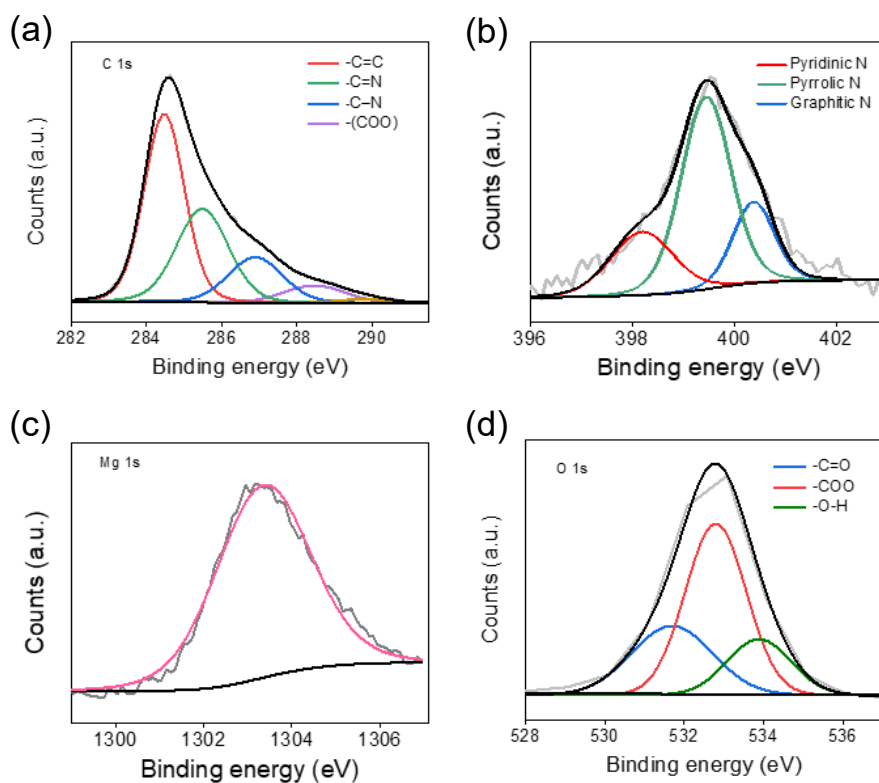 (a)
C 1s
-C=C
-C=N
-C–N
-(COO)
Counts (a.u.)
282 284 286 288 290
Binding energy (eV)
(b)
Pyridinic N
Pyrrolic N
Graphitic N
Counts (a.u.)
396 398 400 402
Binding energy (eV)
(c)
Mg 1s
Counts (a.u.)
1300 1302 1304 1306
Binding energy (eV)
(d)
O 1s
-C=O
-COO
-O-H
Counts (a.u.)
528 530 532 534 536
Binding energy (eV)